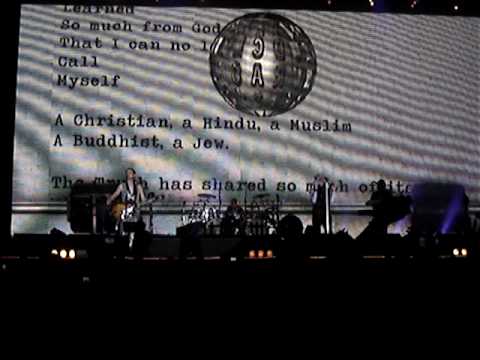 Learned
So much from God
That I can no
Call
Myself
A Christian, a Hindu, a Muslim
A Buddhist, a Jew.
The Truth has shared so much of